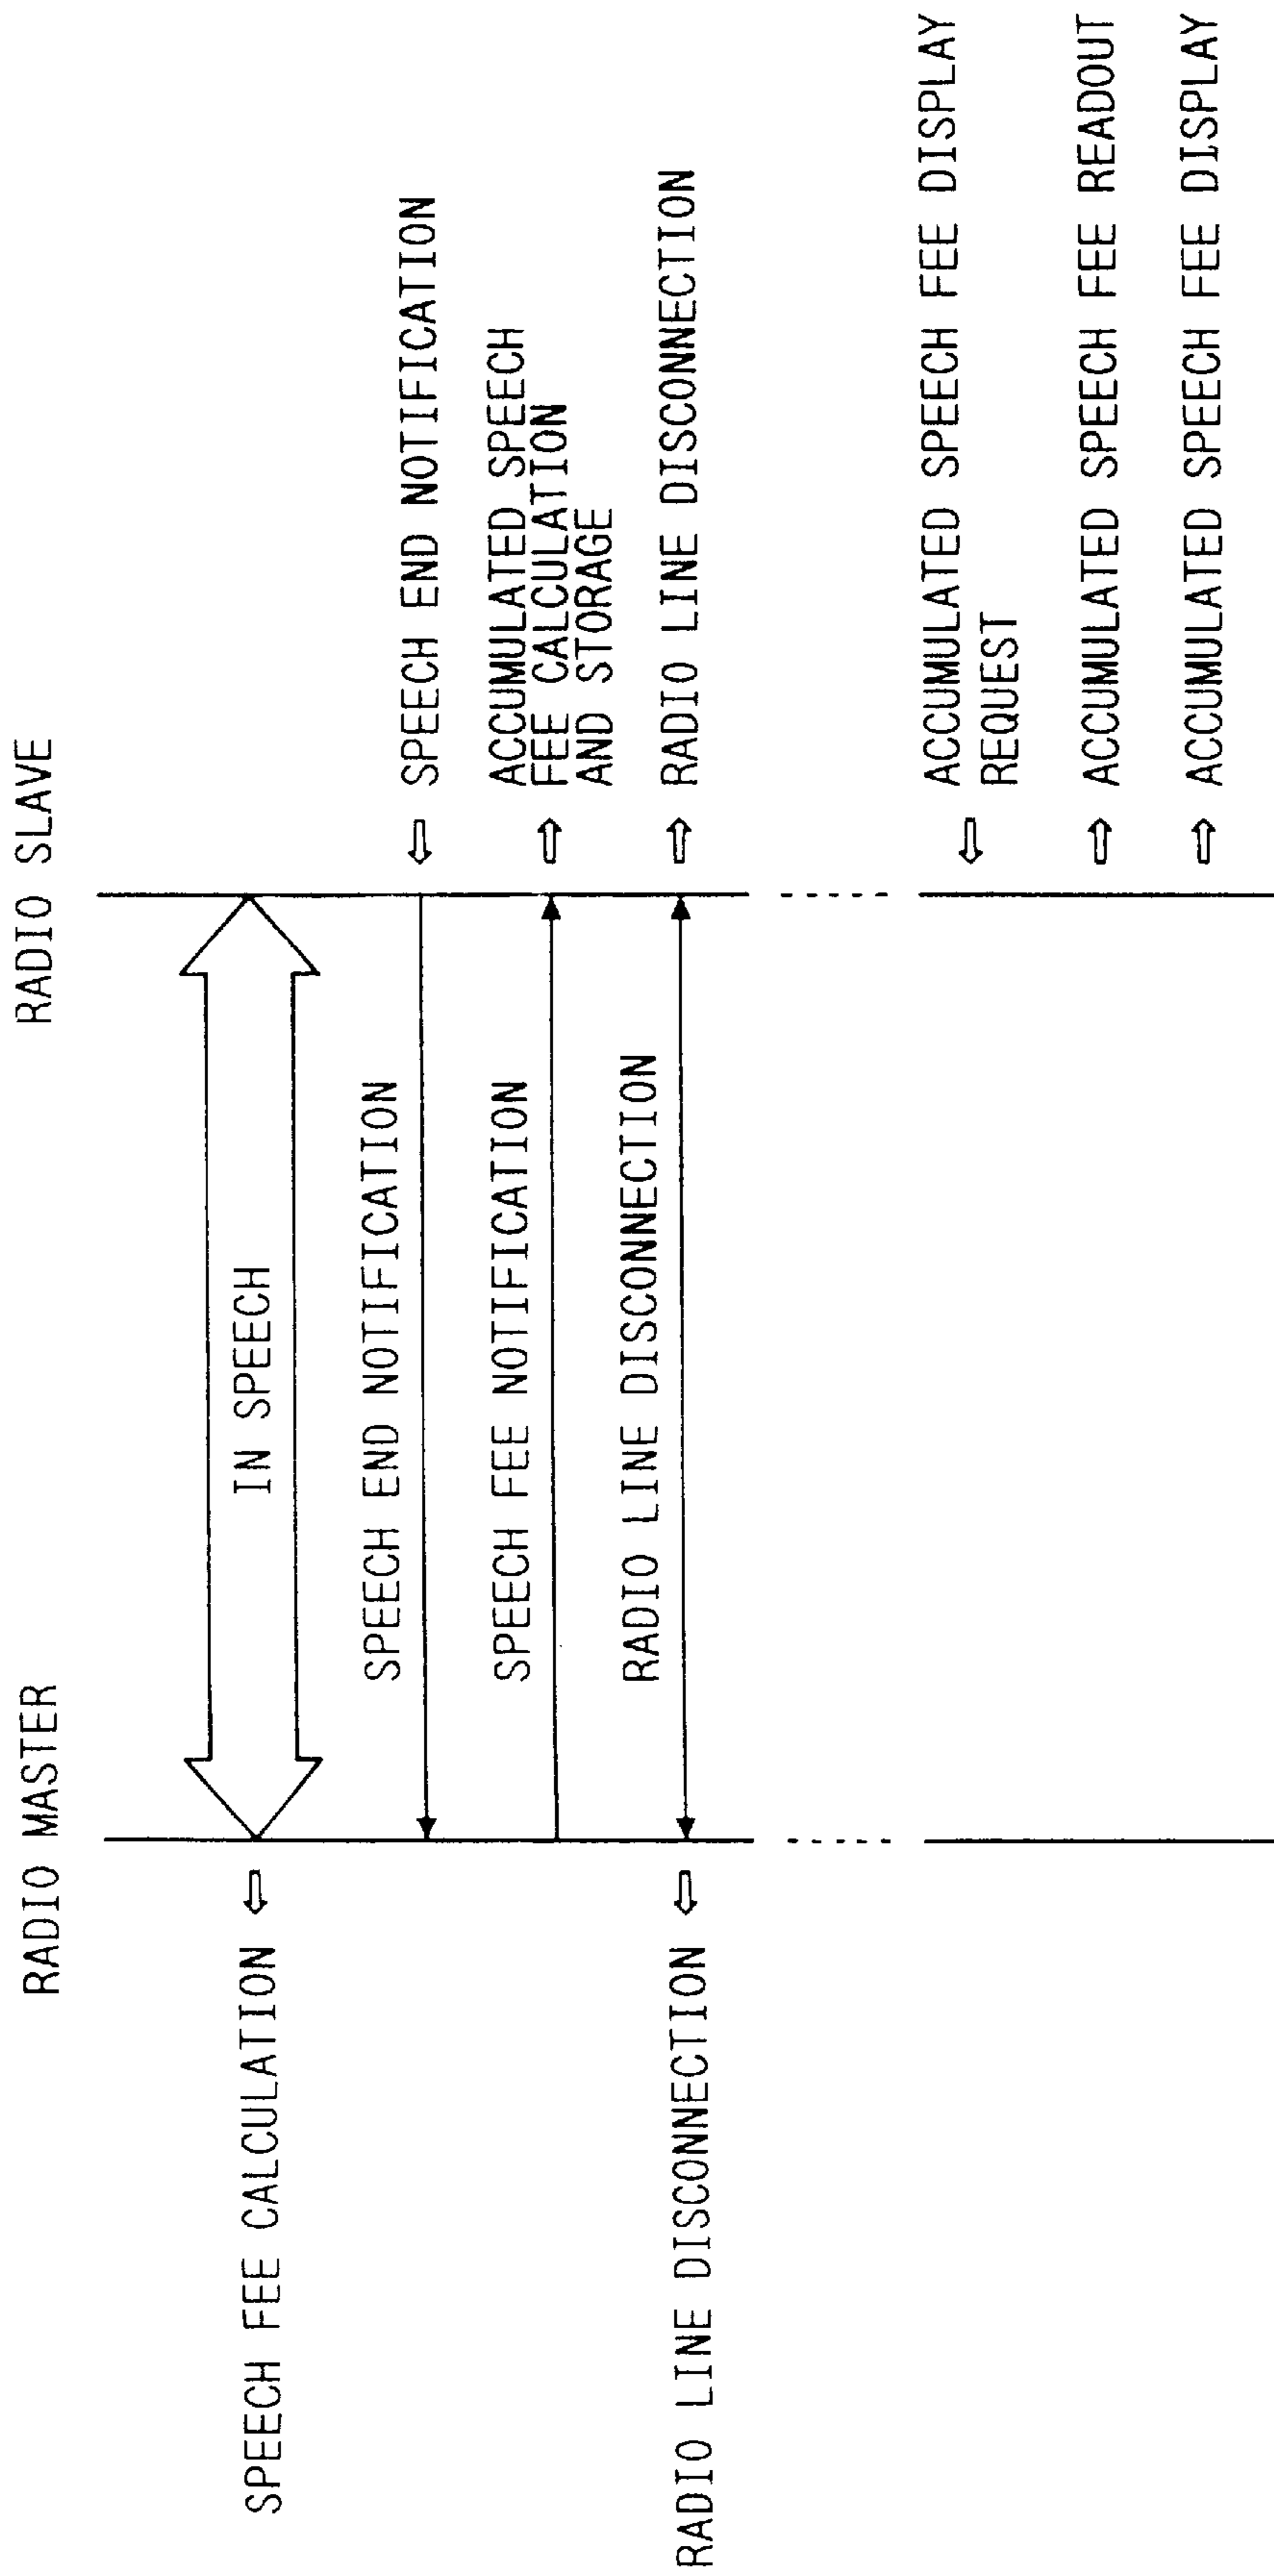 RADIO MASTER
RADIO SLAVE
SPEECH FEE CALCULATION
IN SPEECH
SPEECH END NOTIFICATION
SPEECH END NOTIFICATION
SPEECH FEE NOTIFICATION
ACCUMULATED SPEECH
FEE CALCULATION
AND STORAGE
RADIO LINE DISCONNECTION
RADIO LINE DISCONNECTION
RADIO LINE DISCONNECTION
ACCUMULATED SPEECH FEE DISPLAY
REQUEST
ACCUMULATED SPEECH FEE READOUT
ACCUMULATED SPEECH FEE DISPLAY